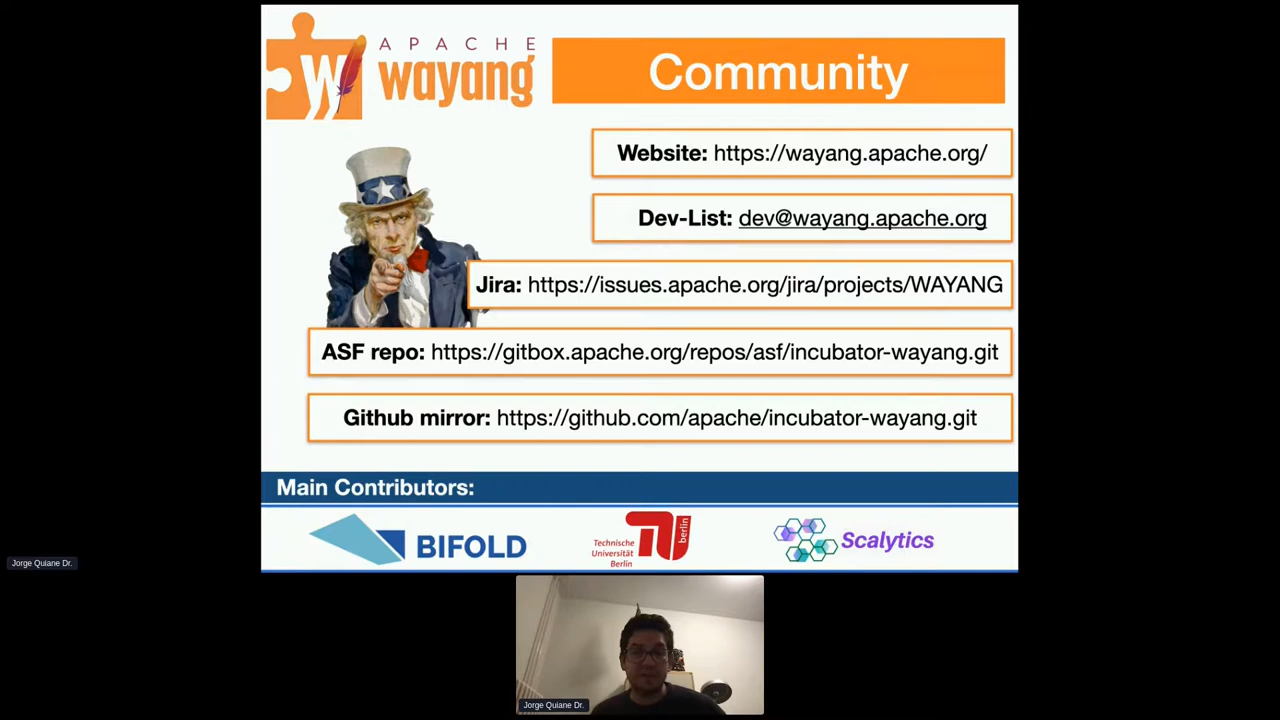 APACHE
wayang
W
Community
Website: https://wayang.apache.org/
Dev-List: dev@wayang.apache.org
Jira: https://issues.apache.org/jira/projects/WAYANG
ASF repo: https://gitbox.apache.org/repos/asf/incubator-wayang.git
Github mirror: https://github.com/apache/incubator-wayang.git
Main Contributors:
BIFOLD
Technische
Universität
Berlin
berlin
Scalytics
Jorge Quiane Dr.
Jorge Quiane Dr.